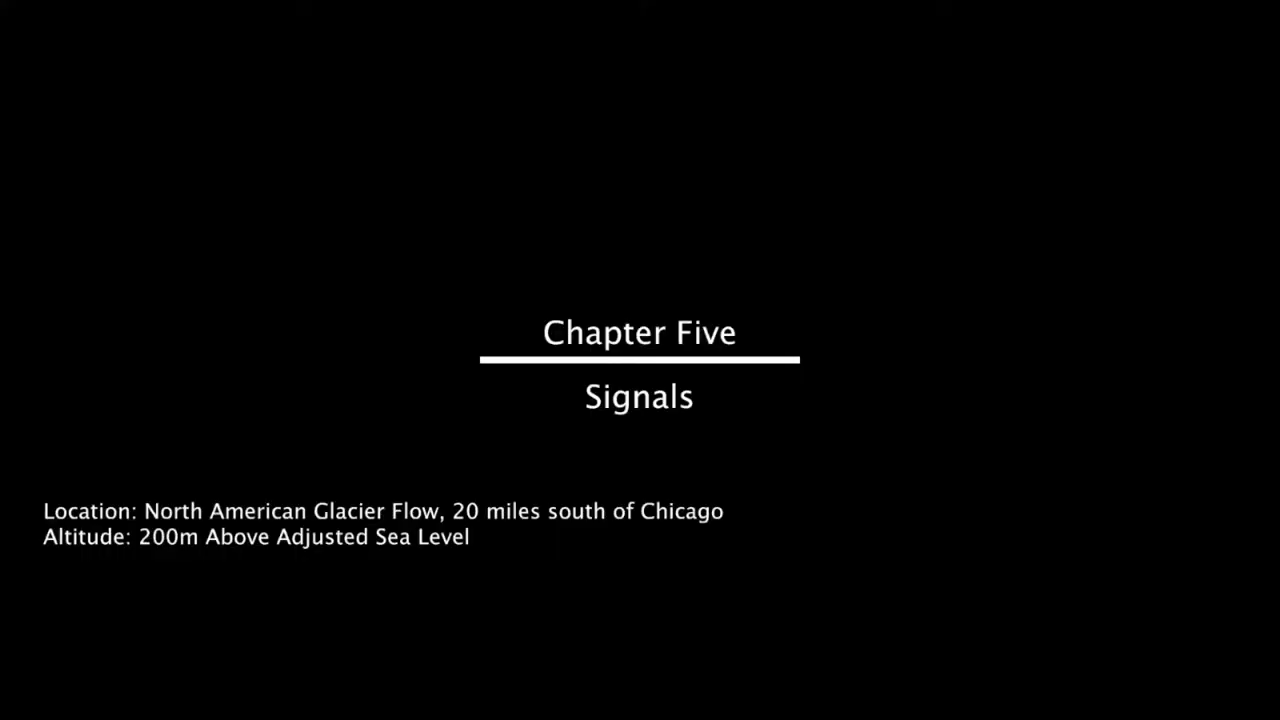 Chapter Five
Signals
Location: North American Glacier Flow, 20 miles south of Chicago
Altitude: 200m Above Adjusted Sea Level